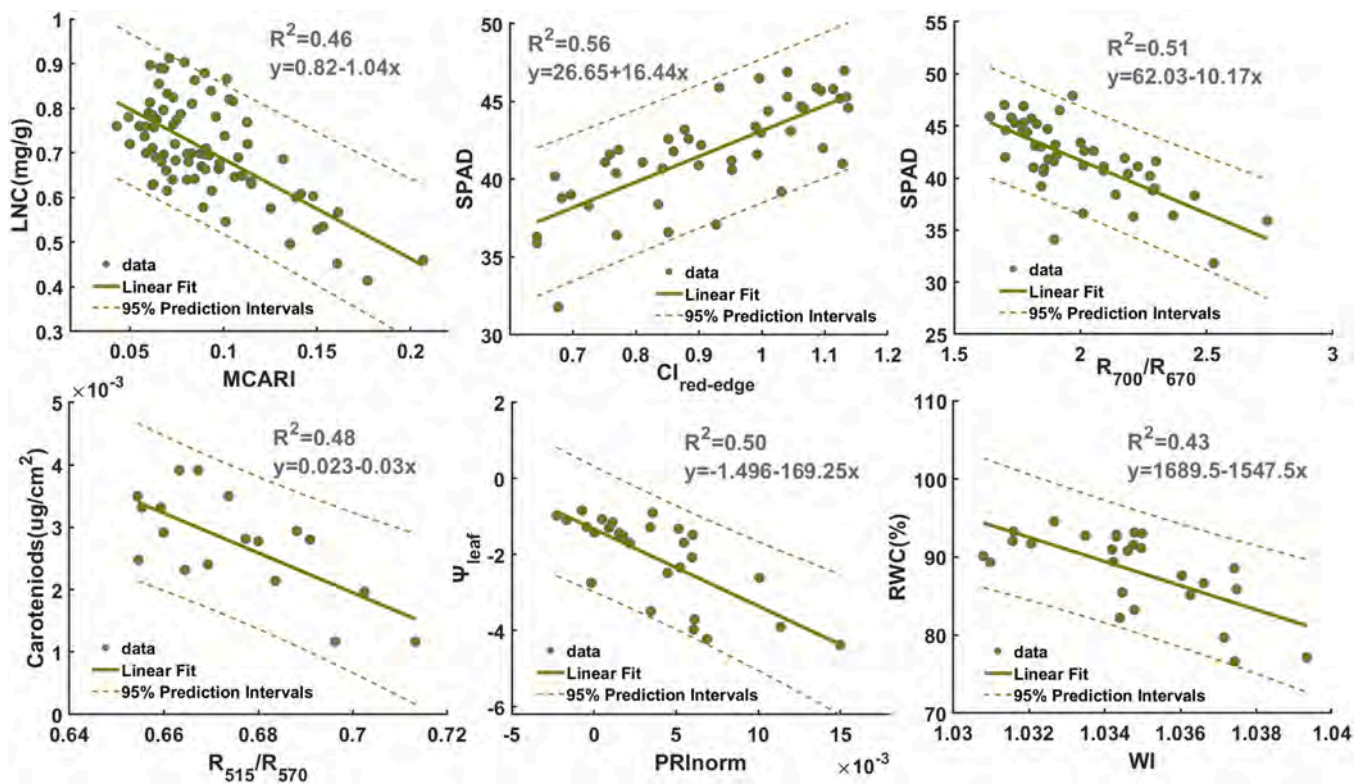 1
0.9
0.8
0.7
0.6
0.5
0.4
0.3
LNC(mg/g)
R²=0.46
y=0.82-1.04x
data
Linear Fit
95% Prediction Intervals
0.05
0.1
0.15
0.2
MCARI
50
45
40
35
30
SPAD
R²=0.56
y=26.65+16.44x
data
Linear Fit
95% Prediction Intervals
0.7
0.8
0.9
1
1.1
1.2
CI red-edge
55
50
45
40
35
30
25
SPAD
R²=0.51
y=62.03-10.17x
data
Linear Fit
95% Prediction Intervals
1.5
2
2.5
3
R700/R670
×10⁻³
5
4
3
2
1
0
Caroteniods(ug/cm²)
R²=0.48
y=0.023-0.03x
data
Linear Fit
95% Prediction Intervals
0.64
0.66
0.68
0.7
0.72
R515/R570
2
0
-2
-4
-6
Ψleaf
R²=0.50
y=-1.496-169.25x
data
Linear Fit
95% Prediction Intervals
-5
0
5
10
15
PRInorm
×10⁻³
110
100
90
80
70
RWC(%)
R²=0.43
y=1689.5-1547.5x
data
Linear Fit
95% Prediction Intervals
1.03
1.032
1.034
1.036
1.038
1.04
WI